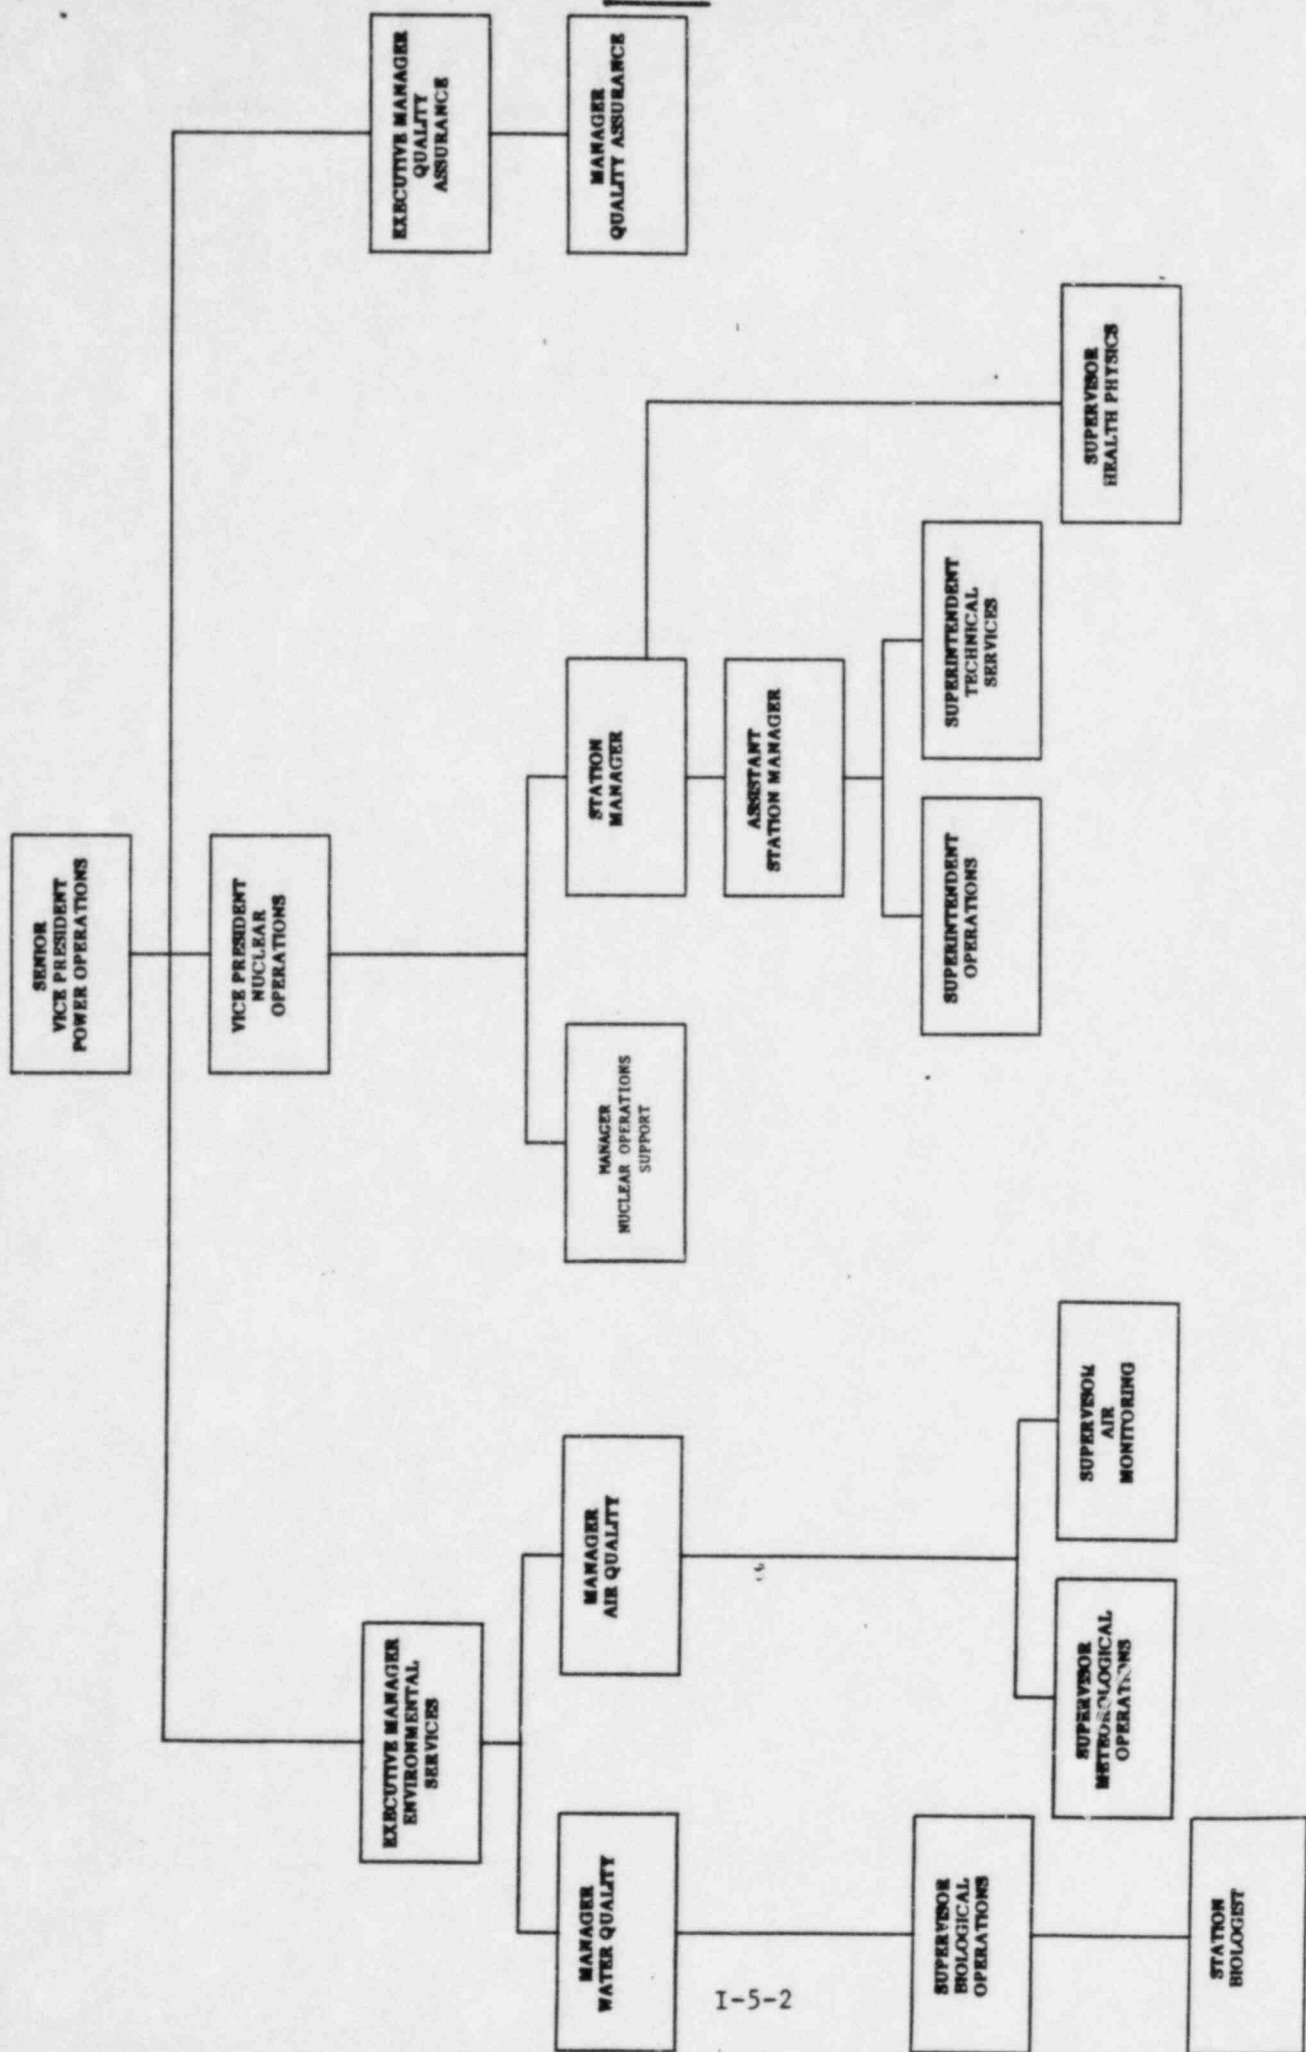 SENIOR
VICE PRESIDENT
POWER OPERATIONS
VICE PRESIDENT
NUCLEAR
OPERATIONS
EXECUTIVE MANAGER
ENVIRONMENTAL
SERVICES
EXECUTIVE MANAGER
QUALITY
ASSURANCE
MANAGER
WATER QUALITY
MANAGER
AIR QUALITY
MANAGER
NUCLEAR OPERATIONS
SUPPORT
STATION
MANAGER
MANAGER
QUALITY ASSURANCE
ASSISTANT
STATION MANAGER
SUPERVISOR
BIOLOGICAL
OPERATIONS
SUPERINTENDENT
OPERATIONS
SUPERINTENDENT
TECHNICAL
SERVICES
SUPERVISOR
METEOROLOGICAL
OPERATIONS
SUPERVISOR
AIR
MONITORING
SUPERVISOR
HEALTH PHYSICS
STATION
BIOLOGIST
I-5-2